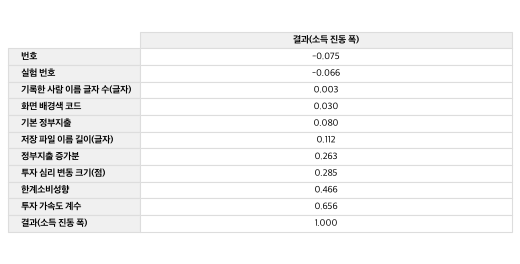 결과(소득 진동 폭)
번호 -0.075
실험 번호 -0.066
기록한 사람 이름 글자 수(글자) 0.003
화면 배경색 코드 0.030
기본 정부지출 0.080
저장 파일 이름 길이(글자) 0.112
정부지출 증가분 0.263
투자 심리 변동 크기(점) 0.285
한계소비성향 0.466
투자 가속도 계수 0.656
결과(소득 진동 폭) 1.000